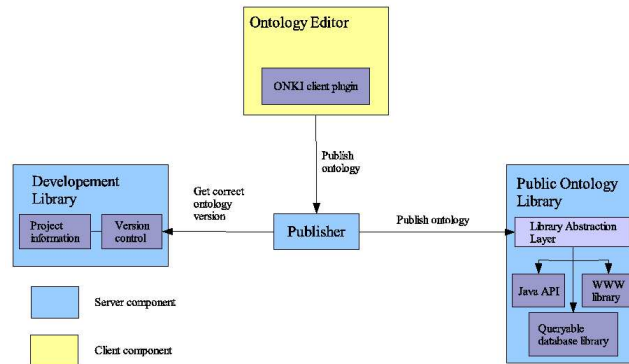 Ontology Editor
ONKI client plugin
Publish
ontology
Developement
Library
Project
information
Version
control
Get correct
ontology
version
Publisher
Publish ontology
Public Ontology
Library
Library Abstraction
Layer
Java API
WWW
library
Queryable
database library
Server component
Client component